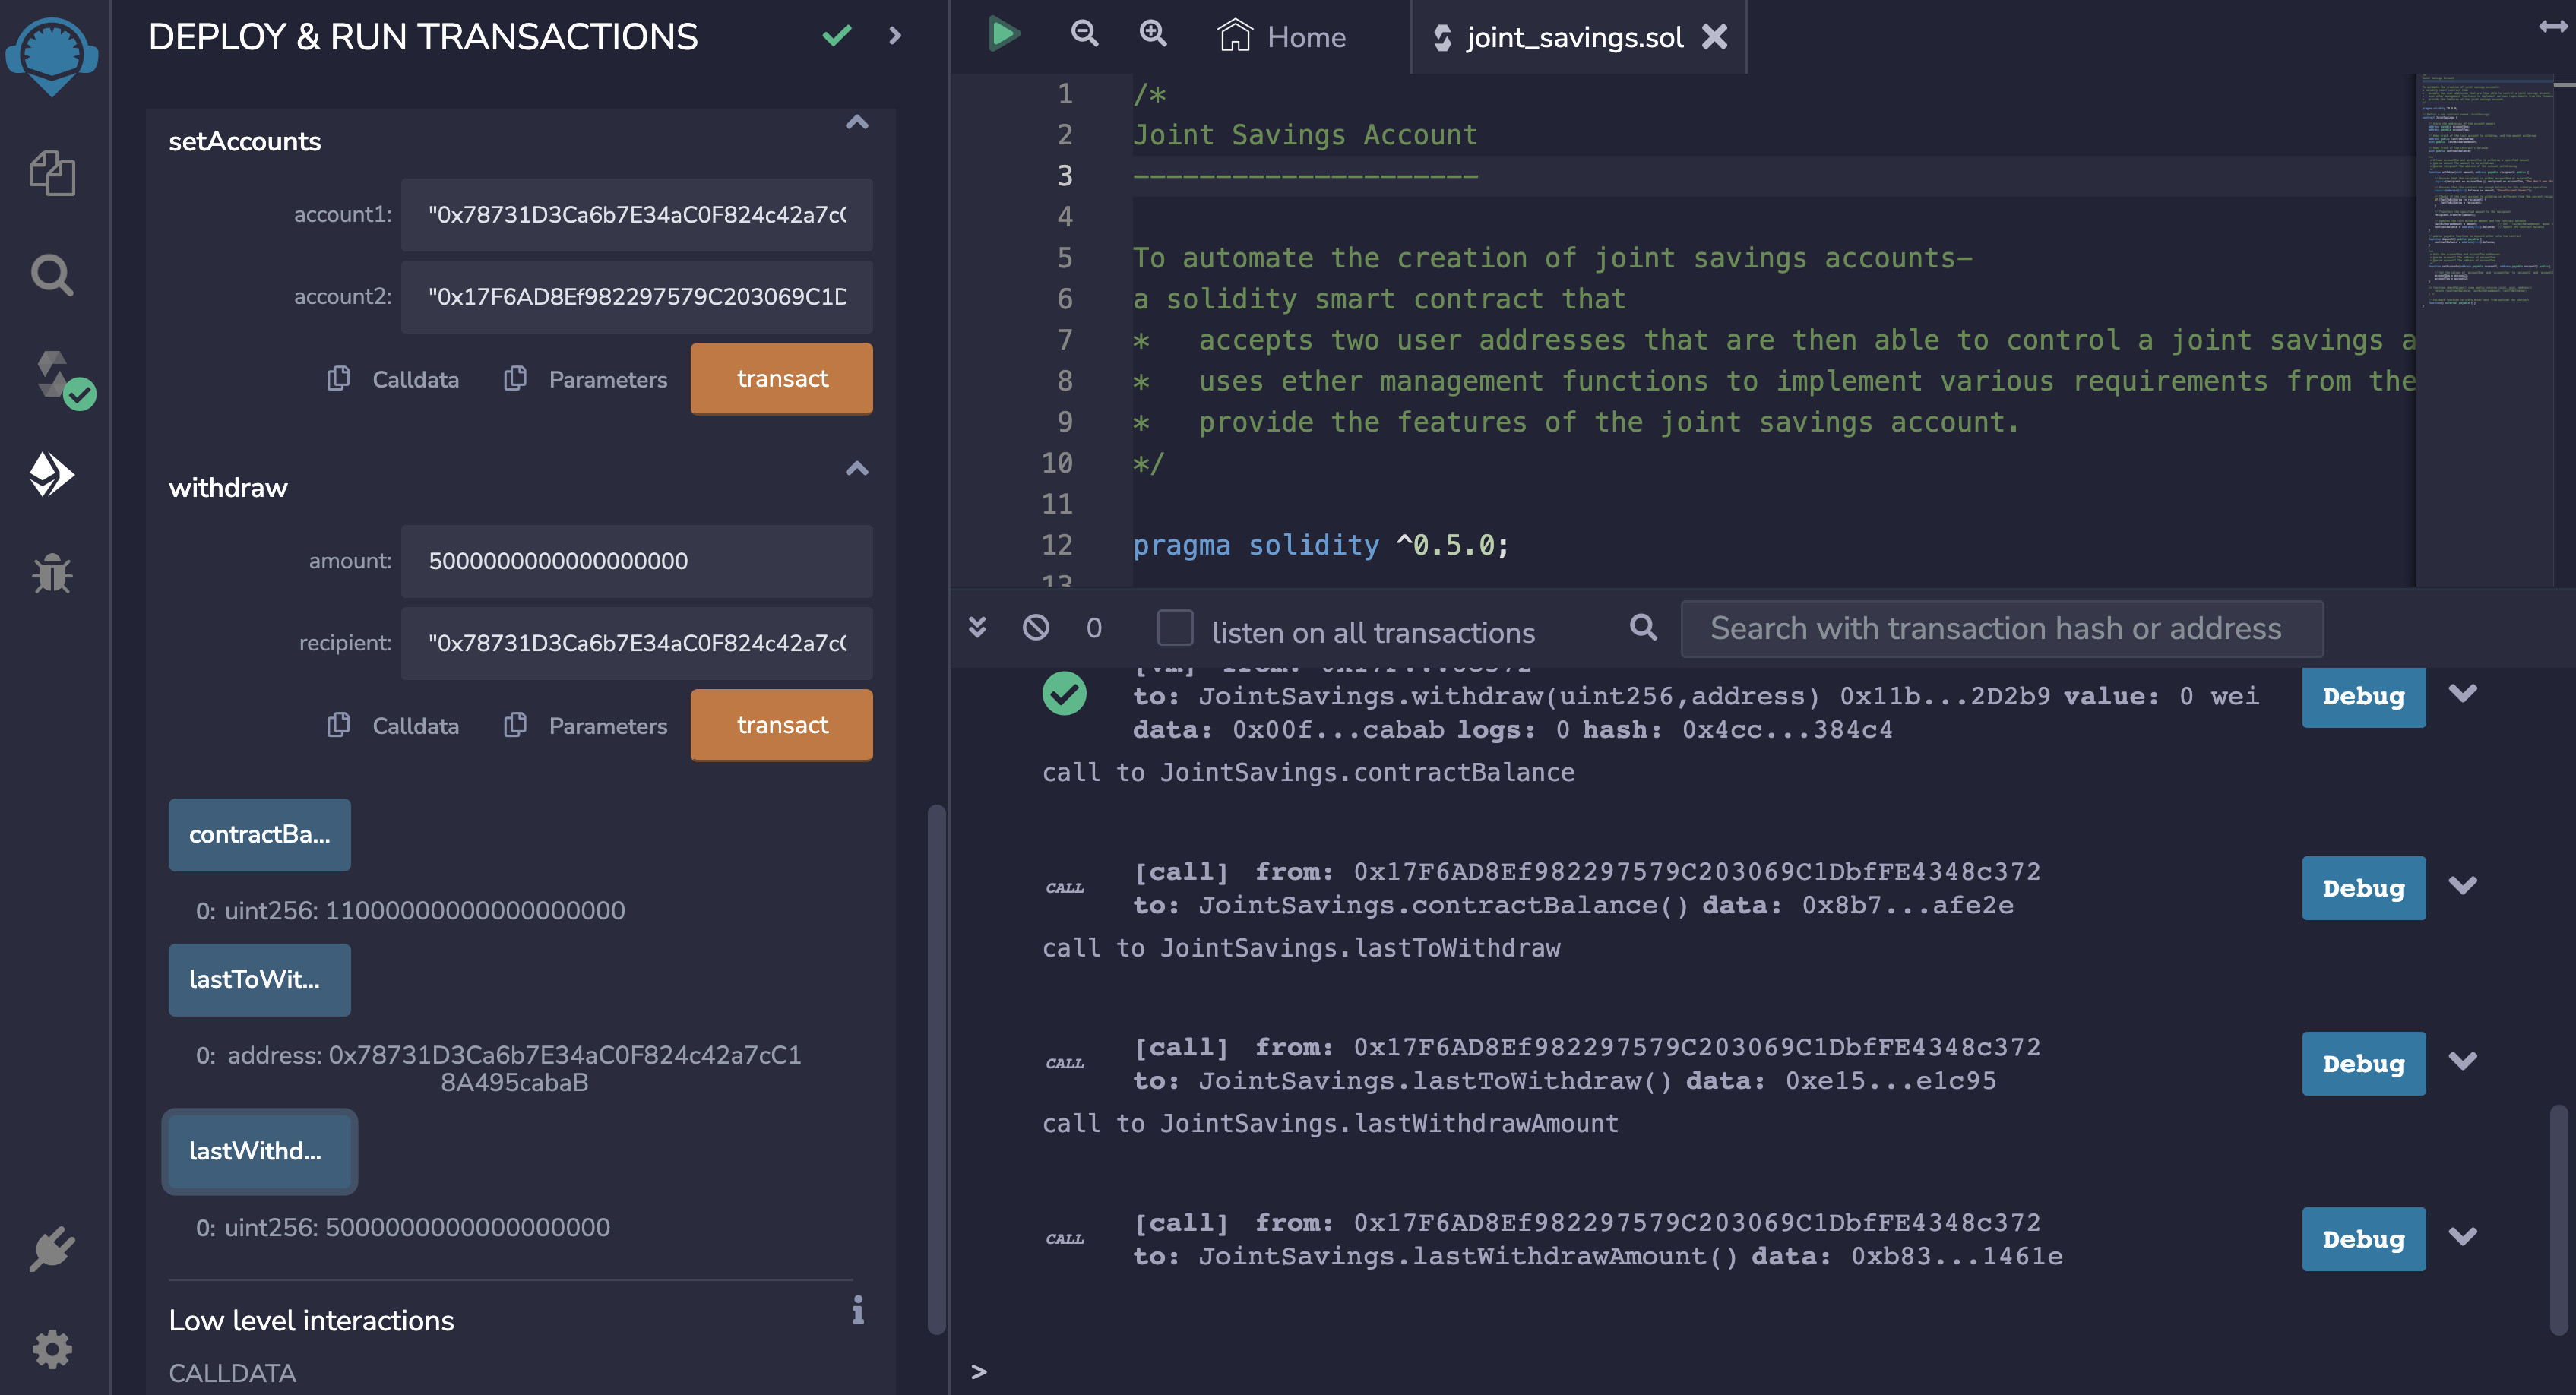 DEPLOY & RUN TRANSACTIONS
setAccounts
account1: "0x78731D3Ca6b7E34aC0F824c42a7cC
account2: "0x17F6AD8Ef982297579C203069C1D
Calldata Parameters transact
withdraw
amount: 5000000000000000000
recipient: "0x78731D3Ca6b7E34aC0F824c42a7cC
Calldata Parameters transact
contractBa...
0: uint256: 11000000000000000000
lastToWit...
0: address: 0x78731D3Ca6b7E34aC0F824c42a7cC1
8A495cabaB
lastWithd...
0: uint256: 5000000000000000000
Low level interactions
CALLDATA
Home joint_savings.sol
1 /*
2 Joint Savings Account
3 ---------------------
4
5 To automate the creation of joint savings accounts-
6 a solidity smart contract that
7 * accepts two user addresses that are then able to control a joint savings a
8 * uses ether management functions to implement various requirements from the
9 * provide the features of the joint savings account.
10 */
11
12 pragma solidity ^0.5.0;
13
0 listen on all transactions Search with transaction hash or address
to: JointSavings.withdraw(uint256,address) 0x11b...2D2b9 value: 0 wei Debug
data: 0x00f...cabab logs: 0 hash: 0x4cc...384c4
call to JointSavings.contractBalance
CALL [call] from: 0x17F6AD8Ef982297579C203069C1DbfFE4348c372 Debug
to: JointSavings.contractBalance() data: 0x8b7...afe2e
call to JointSavings.lastToWithdraw
CALL [call] from: 0x17F6AD8Ef982297579C203069C1DbfFE4348c372 Debug
to: JointSavings.lastToWithdraw() data: 0xe15...e1c95
call to JointSavings.lastWithdrawAmount
CALL [call] from: 0x17F6AD8Ef982297579C203069C1DbfFE4348c372 Debug
to: JointSavings.lastWithdrawAmount() data: 0xb83...1461e
>